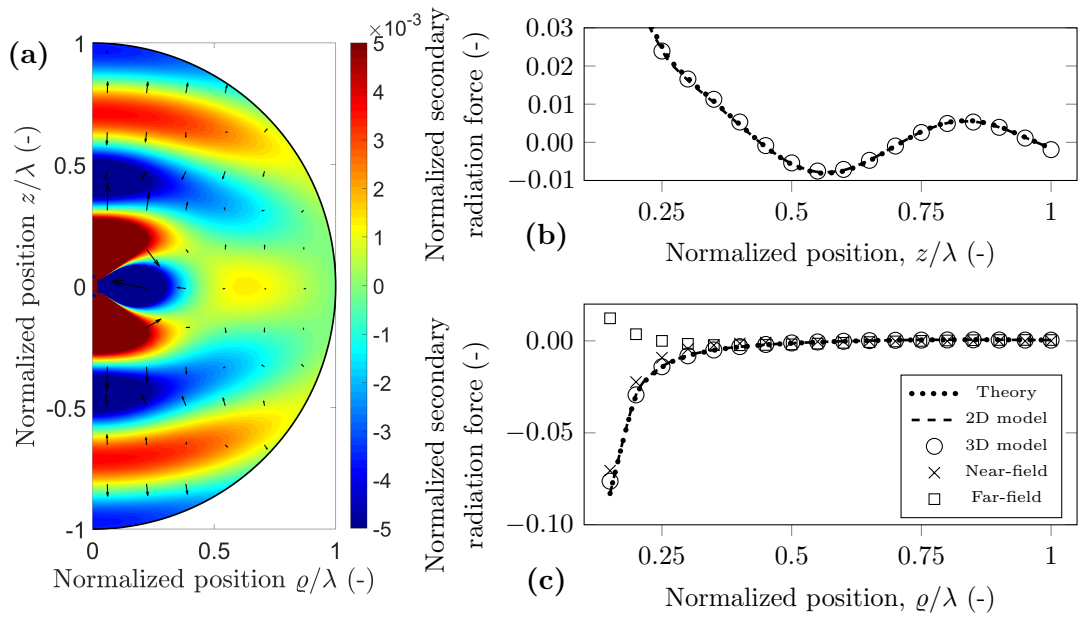 (a)
×10⁻³
1
0.5
0
-0.5
-1
Normalized position z/λ (-)
0
0.5
1
Normalized position ϱ/λ (-)
5
4
3
2
1
0
-1
-2
-3
-4
-5
Normalized secondary
radiation force (-)
0.03
0.02
0.01
0.00
−0.01
0.25
0.5
0.75
1
(b)
Normalized position, z/λ (-)
Normalized secondary
radiation force (-)
0.00
−0.05
−0.10
Theory
2D model
3D model
Near-field
Far-field
0.25
0.5
0.75
1
(c)
Normalized position, ϱ/λ (-)